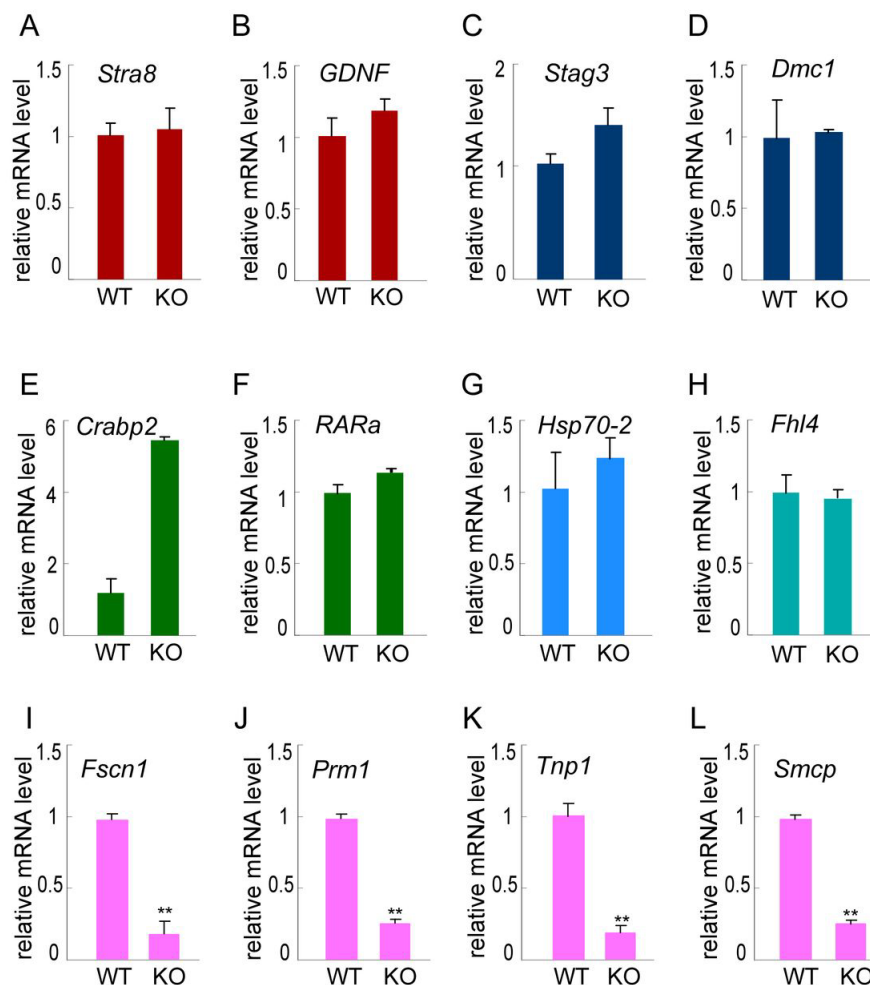 A
Stra8
relative mRNA level
1.5
1
0.5
0
WT KO
B
GDNF
relative mRNA level
1.5
1
0.5
0
WT KO
C
Stag3
relative mRNA level
2
1
0
WT KO
D
Dmc1
relative mRNA level
1.5
1
0.5
0
WT KO
E
Crabp2
relative mRNA level
6
4
2
0
WT KO
F
RARa
relative mRNA level
1.5
1
0.5
0
WT KO
G
Hsp70-2
relative mRNA level
1.5
1
0.5
0
WT KO
H
Fhl4
relative mRNA level
1.5
1
0.5
0
WT KO
I
Fscn1
relative mRNA level
1.5
1
0.5
0
**
WT KO
J
Prm1
relative mRNA level
1.5
1
0.5
0
**
WT KO
K
Tnp1
relative mRNA level
1.5
1
0.5
0
**
WT KO
L
Smcp
relative mRNA level
1.5
1
0.5
0
**
WT KO